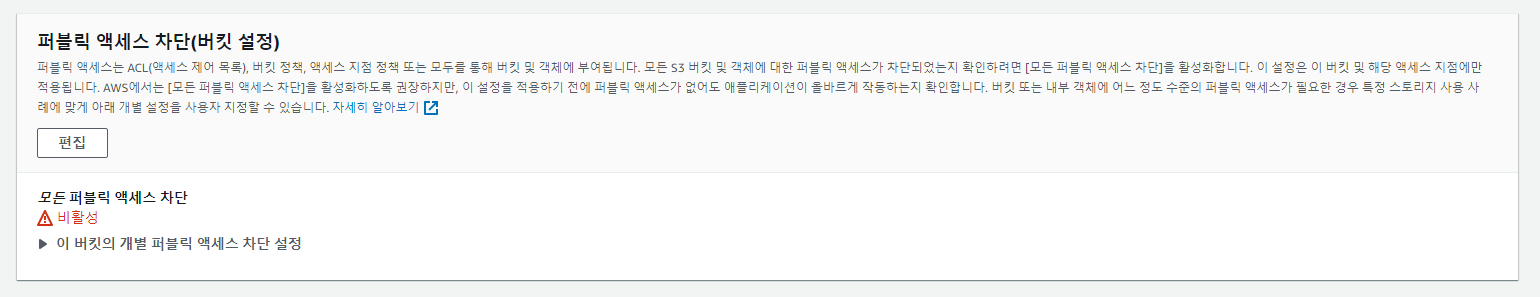 퍼블릭 액세스 차단(버킷 설정)
퍼블릭 액세스는 ACL(액세스 제어 목록), 버킷 정책, 액세스 지점 정책 또는 모두를 통해 버킷 및 객체에 부여됩니다. 모든 S3 버킷 및 객체에 대한 퍼블릭 액세스가 차단되었는지 확인하려면 [모든 퍼블릭 액세스 차단]을 활성화합니다. 이 설정은 이 버킷 및 해당 액세스 지점에만
적용됩니다. AWS에서는 [모든 퍼블릭 액세스 차단]을 활성화하도록 권장하지만, 이 설정을 적용하기 전에 퍼블릭 액세스가 없어도 애플리케이션이 올바르게 작동하는지 확인합니다. 버킷 또는 내부 객체에 어느 정도 수준의 퍼블릭 액세스가 필요한 경우 특정 스토리지 사용 사
례에 맞게 아래 개별 설정을 사용자 지정할 수 있습니다. 자세히 알아보기
편집
모든 퍼블릭 액세스 차단
비활성
이 버킷의 개별 퍼블릭 액세스 차단 설정